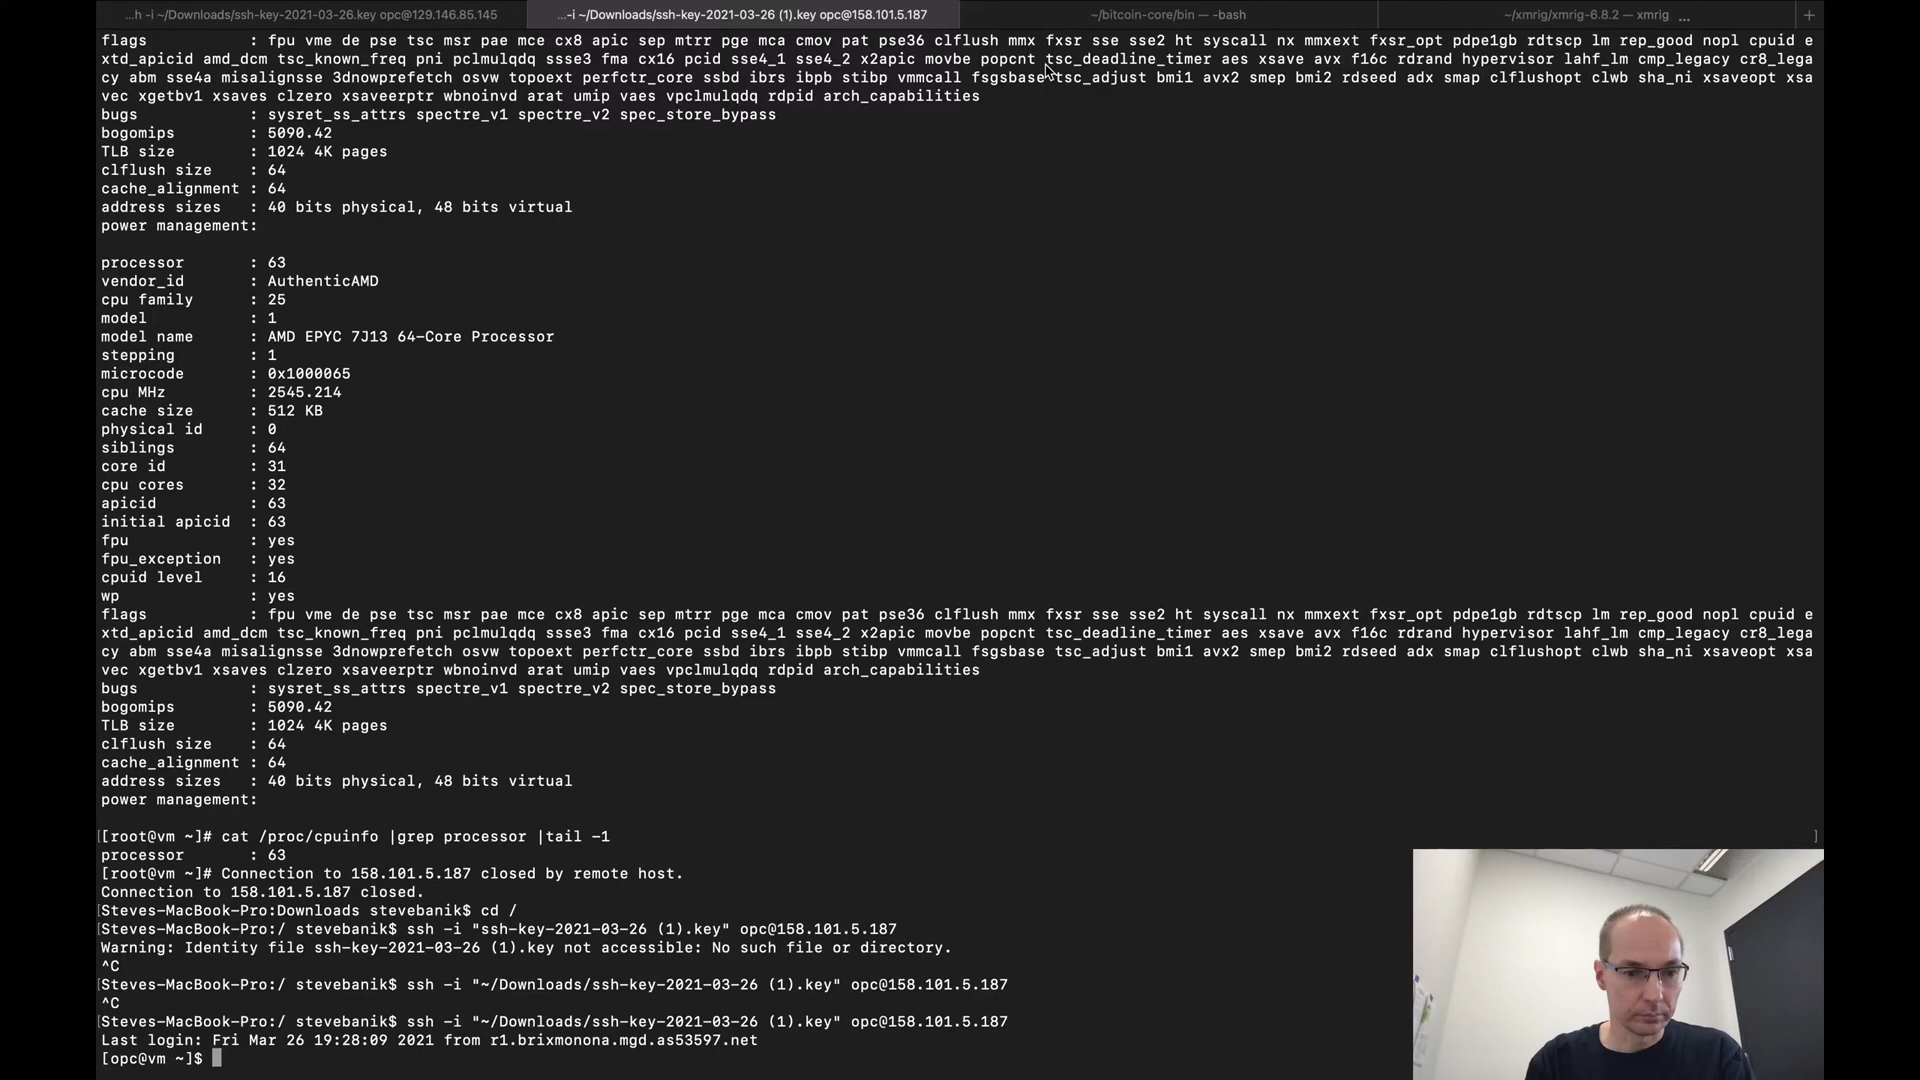 ...h -i ~/Downloads/ssh-key-2021-03-26.key opc@129.146.85.145
...-i ~/Downloads/ssh-key-2021-03-26 (1).key opc@158.101.5.187
~/bitcoin-core/bin — -bash
~/xmrig/xmrig-6.8.2 — xmrig ...
+
flags : fpu vme de pse tsc msr pae mce cx8 apic sep mtrr pge mca cmov pat pse36 clflush mmx fxsr sse sse2 ht syscall nx mmxext fxsr_opt pdpe1gb rdtscp lm rep_good nopl cpuid e
xtd_apicid amd_dcm tsc_known_freq pni pclmulqdq ssse3 fma cx16 pcid sse4_1 sse4_2 x2apic movbe popcnt tsc_deadline_timer aes xsave avx f16c rdrand hypervisor lahf_lm cmp_legacy cr8_lega
cy abm sse4a misalignsse 3dnowprefetch osvw topoext perfctr_core ssbd ibrs ibpb stibp vmmcall fsgsbase tsc_adjust bmi1 avx2 smep bmi2 rdseed adx smap clflushopt clwb sha_ni xsaveopt xsa
vec xgetbv1 xsaves clzero xsaveerptr wbnoinvd arat umip vaes vpclmulqdq rdpid arch_capabilities
bugs : sysret_ss_attrs spectre_v1 spectre_v2 spec_store_bypass
bogomips : 5090.42
TLB size : 1024 4K pages
clflush size : 64
cache_alignment : 64
address sizes : 40 bits physical, 48 bits virtual
power management:
processor : 63
vendor_id : AuthenticAMD
cpu family : 25
model : 1
model name : AMD EPYC 7J13 64-Core Processor
stepping : 1
microcode : 0x1000065
cpu MHz : 2545.214
cache size : 512 KB
physical id : 0
siblings : 64
core id : 31
cpu cores : 32
apicid : 63
initial apicid : 63
fpu : yes
fpu_exception : yes
cpuid level : 16
wp : yes
flags : fpu vme de pse tsc msr pae mce cx8 apic sep mtrr pge mca cmov pat pse36 clflush mmx fxsr sse sse2 ht syscall nx mmxext fxsr_opt pdpe1gb rdtscp lm rep_good nopl cpuid e
xtd_apicid amd_dcm tsc_known_freq pni pclmulqdq ssse3 fma cx16 pcid sse4_1 sse4_2 x2apic movbe popcnt tsc_deadline_timer aes xsave avx f16c rdrand hypervisor lahf_lm cmp_legacy cr8_lega
cy abm sse4a misalignsse 3dnowprefetch osvw topoext perfctr_core ssbd ibrs ibpb stibp vmmcall fsgsbase tsc_adjust bmi1 avx2 smep bmi2 rdseed adx smap clflushopt clwb sha_ni xsaveopt xsa
vec xgetbv1 xsaves clzero xsaveerptr wbnoinvd arat umip vaes vpclmulqdq rdpid arch_capabilities
bugs : sysret_ss_attrs spectre_v1 spectre_v2 spec_store_bypass
bogomips : 5090.42
TLB size : 1024 4K pages
clflush size : 64
cache_alignment : 64
address sizes : 40 bits physical, 48 bits virtual
power management:
[[root@vm ~]# cat /proc/cpuinfo |grep processor |tail -1 ]
processor : 63
[root@vm ~]# Connection to 158.101.5.187 closed by remote host.
Connection to 158.101.5.187 closed.
[Steves-MacBook-Pro:Downloads stevebanik$ cd /
[Steves-MacBook-Pro:/ stevebanik$ ssh -i "ssh-key-2021-03-26 (1).key" opc@158.101.5.187
Warning: Identity file ssh-key-2021-03-26 (1).key not accessible: No such file or directory.
^C
[Steves-MacBook-Pro:/ stevebanik$ ssh -i "~/Downloads/ssh-key-2021-03-26 (1).key" opc@158.101.5.187
^C
[Steves-MacBook-Pro:/ stevebanik$ ssh -i "~/Downloads/ssh-key-2021-03-26 (1).key" opc@158.101.5.187
Last login: Fri Mar 26 19:28:09 2021 from r1.brixmonona.mgd.as53597.net
[opc@vm ~]$